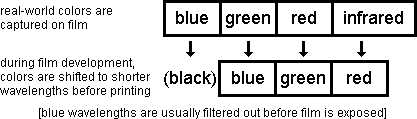 real-world colors are
captured on film
blue green red infrared
during film development,
colors are shifted to shorter
wavelengths before printing
(black) blue green red
[blue wavelengths are usually filtered out before film is exposed]